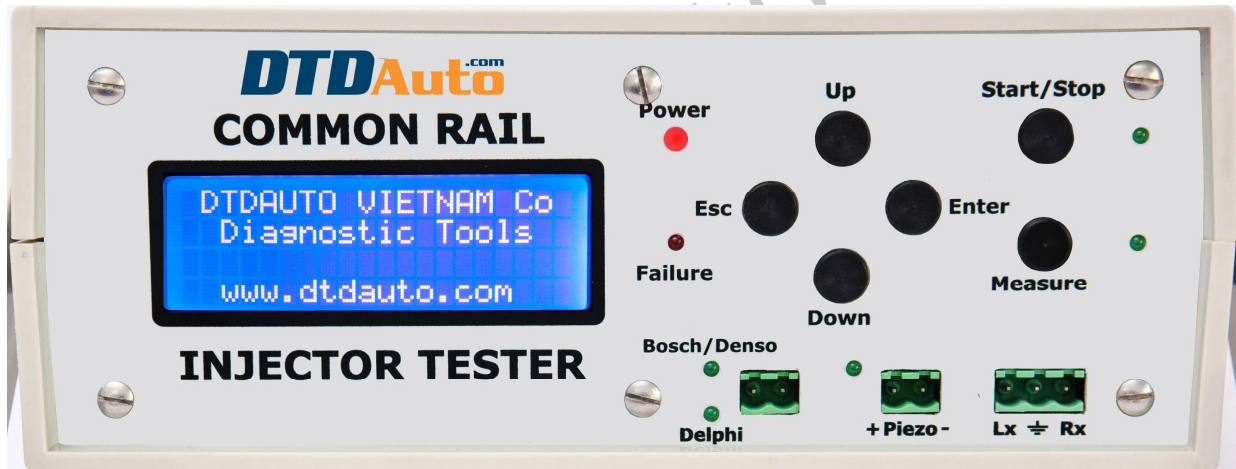 DTDAuto.com
COMMON RAIL
DTDAUTO VIETNAM Co
Diagnostic Tools
www.dtdauto.com
INJECTOR TESTER
Power
Up
Start/Stop
Esc
Enter
Failure
Down
Measure
Bosch/Denso
Delphi
+ Piezo -
Lx ⏚ Rx